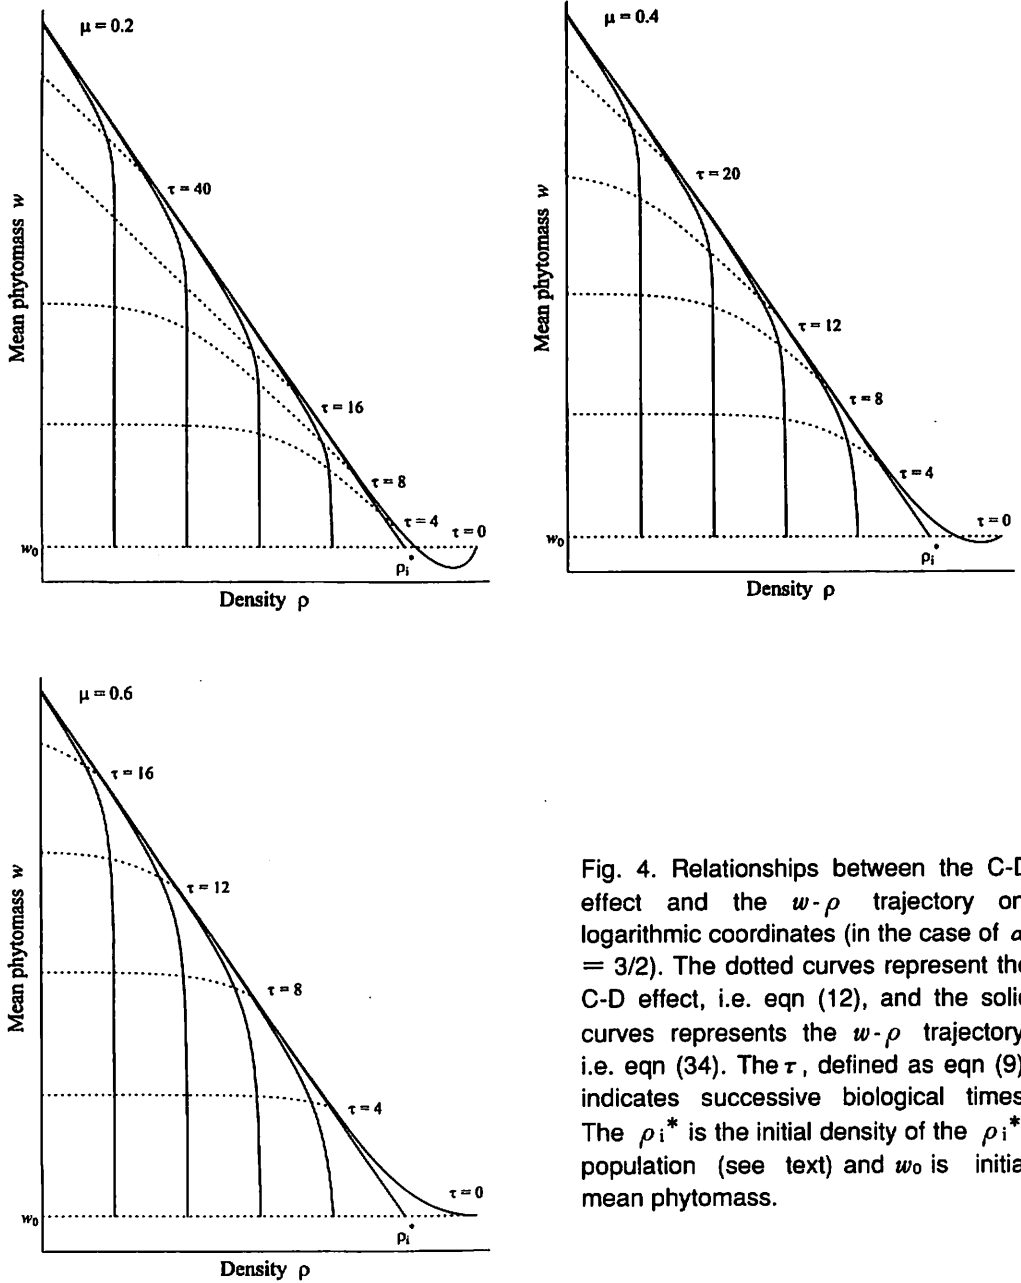 μ = 0.2
τ = 40
τ = 16
τ = 8
τ = 4
τ = 0
w₀
ρᵢ*
Mean phytomass w
Density ρ
μ = 0.4
τ = 20
τ = 12
τ = 8
τ = 4
τ = 0
w₀
ρᵢ*
Mean phytomass w
Density ρ
μ = 0.6
τ = 16
τ = 12
τ = 8
τ = 4
τ = 0
w₀
ρᵢ*
Mean phytomass w
Density ρ
Fig. 4. Relationships between the C-D
effect and the w-ρ trajectory on
logarithmic coordinates (in the case of α
= 3/2). The dotted curves represent the
C-D effect, i.e. eqn (12), and the solid
curves represents the w-ρ trajectory,
i.e. eqn (34). The τ, defined as eqn (9)
indicates successive biological times.
The ρᵢ* is the initial density of the ρᵢ*
population (see text) and w₀ is initial
mean phytomass.